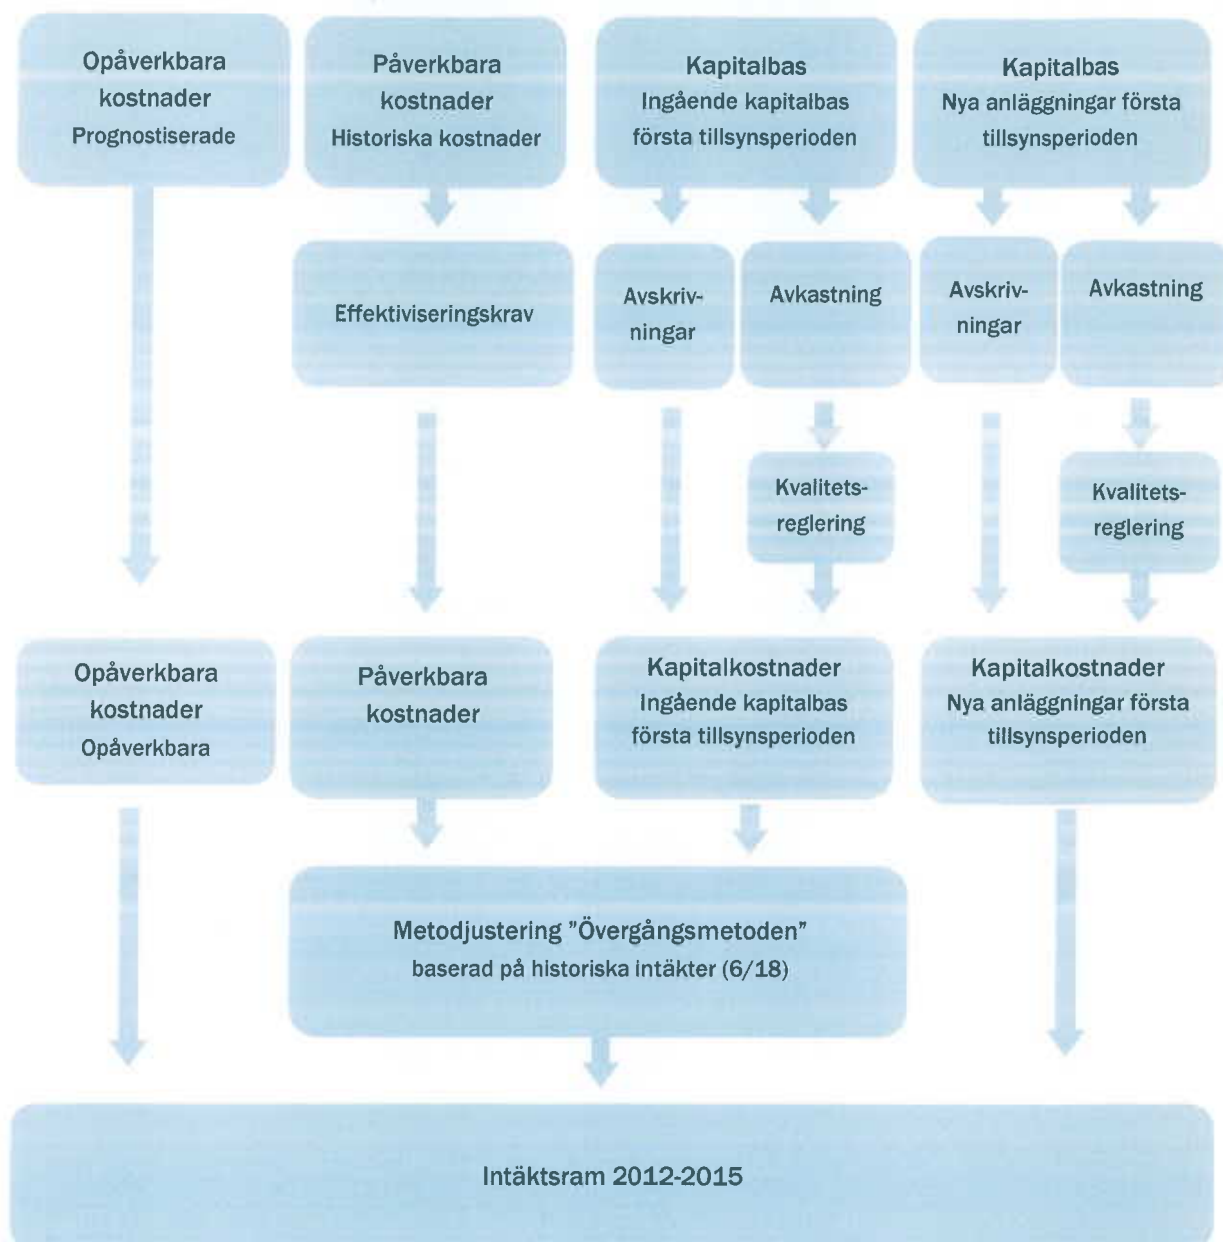 Opåverkbara
kostnader
Prognostiserade
Påverkbara
kostnader
Historiska kostnader
Kapitalbas
Ingående kapitalbas
första tillsynsperioden
Kapitalbas
Nya anläggningar första
tillsynsperioden
Effektiviseringskrav
Avskriv-
ningar
Avkastning
Avskriv-
ningar
Avkastning
Kvalitets-
reglering
Kvalitets-
reglering
Opåverkbara
kostnader
Opåverkbara
Påverkbara
kostnader
Kapitalkostnader
Ingående kapitalbas
första tillsynsperioden
Kapitalkostnader
Nya anläggningar första
tillsynsperioden
Metodjustering ”Övergångsmetoden”
baserad på historiska intäkter (6/18)
Intäktsram 2012-2015